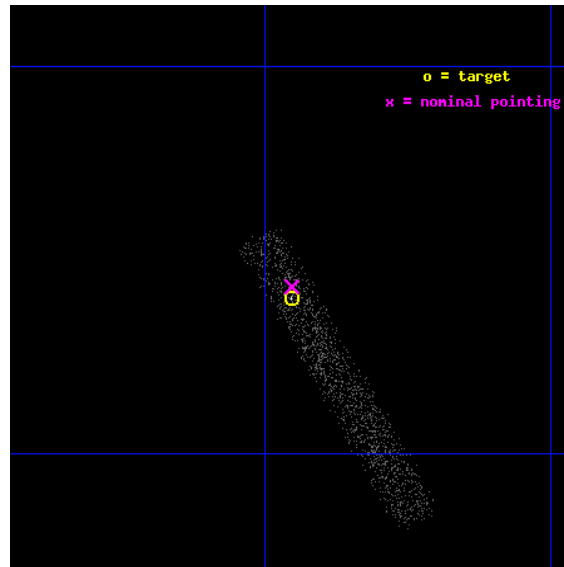 o = target
x = nominal pointing